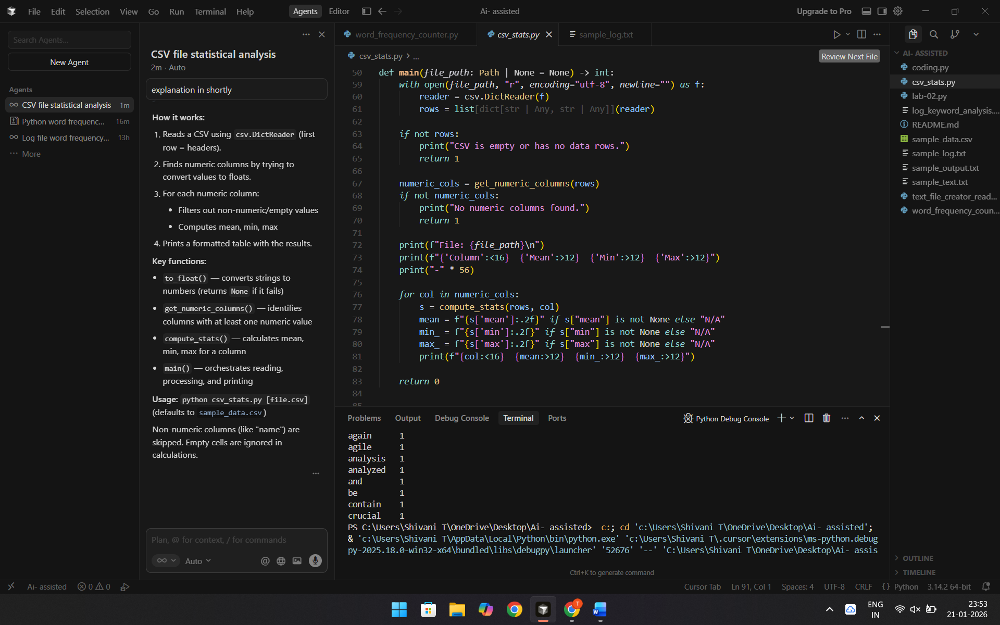 File Edit Selection View Go Run Terminal Help Agents Editor Ai- assisted Upgrade to Pro
Search Agents...
New Agent
Agents
CSV file statistical analysis 1m
Python word frequenc... 16m
Log file word frequency... 13h
More
CSV file statistical analysis
2m · Auto
explanation in shortly
How it works:
1. Reads a CSV using csv.DictReader (first
row = headers).
2. Finds numeric columns by trying to
convert values to floats.
3. For each numeric column:
• Filters out non-numeric/empty values
• Computes mean, min, max
4. Prints a formatted table with the results.
Key functions:
• to_float() — converts strings to
numbers (returns None if it fails)
• get_numeric_columns() — identifies
columns with at least one numeric value
• compute_stats() — calculates mean,
min, max for a column
• main() — orchestrates reading,
processing, and printing
Usage: python csv_stats.py [file.csv]
(defaults to sample_data.csv)
Non-numeric columns (like "name") are
skipped. Empty cells are ignored in
calculations.
Plan, @ for context, / for commands
Auto
word_frequency_counter.py csv_stats.py sample_log.txt
csv_stats.py > ...
Review Next File
50 def main(file_path: Path | None = None) -> int:
59 with open(file_path, "r", encoding="utf-8", newline="") as f:
60 reader = csv.DictReader(f)
61 rows = list[dict[str | Any, str | Any]](reader)
62
63 if not rows:
64 print("CSV is empty or has no data rows.")
65 return 1
66
67 numeric_cols = get_numeric_columns(rows)
68 if not numeric_cols:
69 print("No numeric columns found.")
70 return 1
71
72 print(f"File: {file_path}\n")
73 print(f"{'Column':<16}  {'Mean':>12}  {'Min':>12}  {'Max':>12}")
74 print("-" * 56)
75
76 for col in numeric_cols:
77 s = compute_stats(rows, col)
78 mean = f"{s['mean']:.2f}" if s["mean"] is not None else "N/A"
79 min_ = f"{s['min']:.2f}" if s["min"] is not None else "N/A"
80 max_ = f"{s['max']:.2f}" if s["max"] is not None else "N/A"
81 print(f"{col:<16}  {mean:>12}  {min_:>12}  {max_:>12}")
82
83 return 0
84
85
Problems Output Debug Console Terminal Ports Python Debug Console
again 1
agile 1
analysis 1
analyzed 1
and 1
be 1
contain 1
crucial 1
PS C:\Users\Shivani T\OneDrive\Desktop\Ai- assisted>  c:; cd 'c:\Users\Shivani T\OneDrive\Desktop\Ai- assisted';
& 'c:\Users\Shivani T\AppData\Local\Python\bin\python.exe' 'c:\Users\Shivani T\.cursor\extensions\ms-python.debug
py-2025.18.0-win32-x64\bundled\libs\debugpy\launcher' '52676' '--' 'C:\Users\Shivani T\OneDrive\Desktop\Ai- assis
Ctrl+K to generate command
AI- ASSISTED
coding.py
csv_stats.py
lab-02.py
log_keyword_analysis....
README.md
sample_data.csv
sample_log.txt
sample_output.txt
sample_text.txt
text_file_creator_read...
word_frequency_coun...
OUTLINE
TIMELINE
Ai- assisted 0 0 Cursor Tab Ln 91, Col 1 Spaces: 4 UTF-8 CRLF {} Python 3.14.2 64-bit
T
W
ENG
IN
23:53
21-01-2026